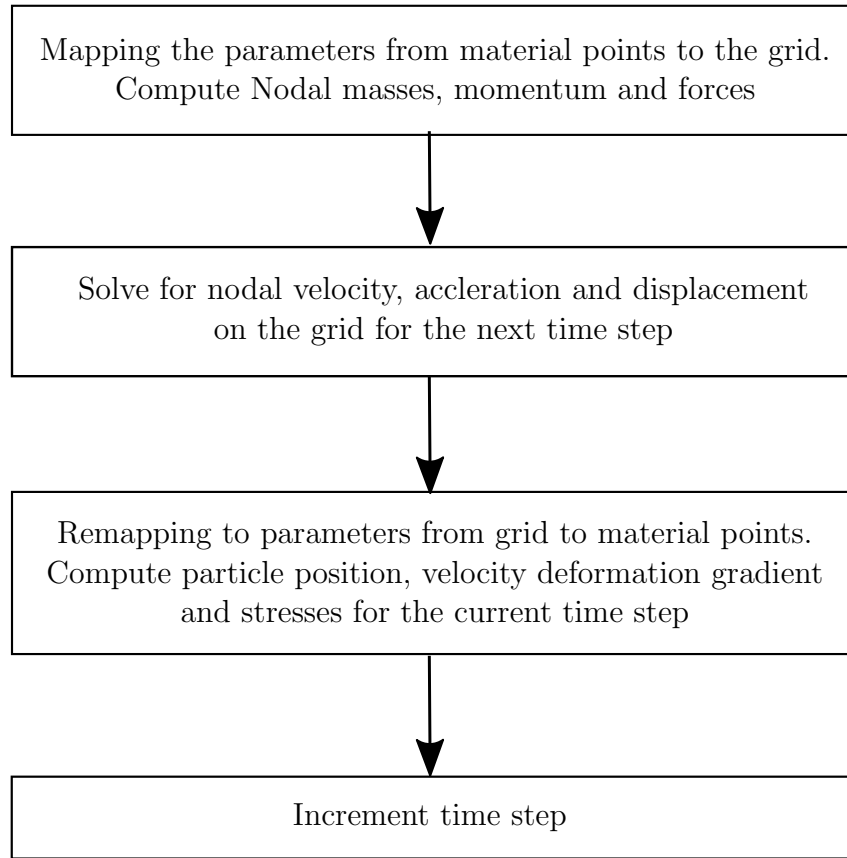 Mapping the parameters from material points to the grid.
Compute Nodal masses, momentum and forces
Solve for nodal velocity, accleration and displacement
on the grid for the next time step
Remapping to parameters from grid to material points.
Compute particle position, velocity deformation gradient
and stresses for the current time step
Increment time step